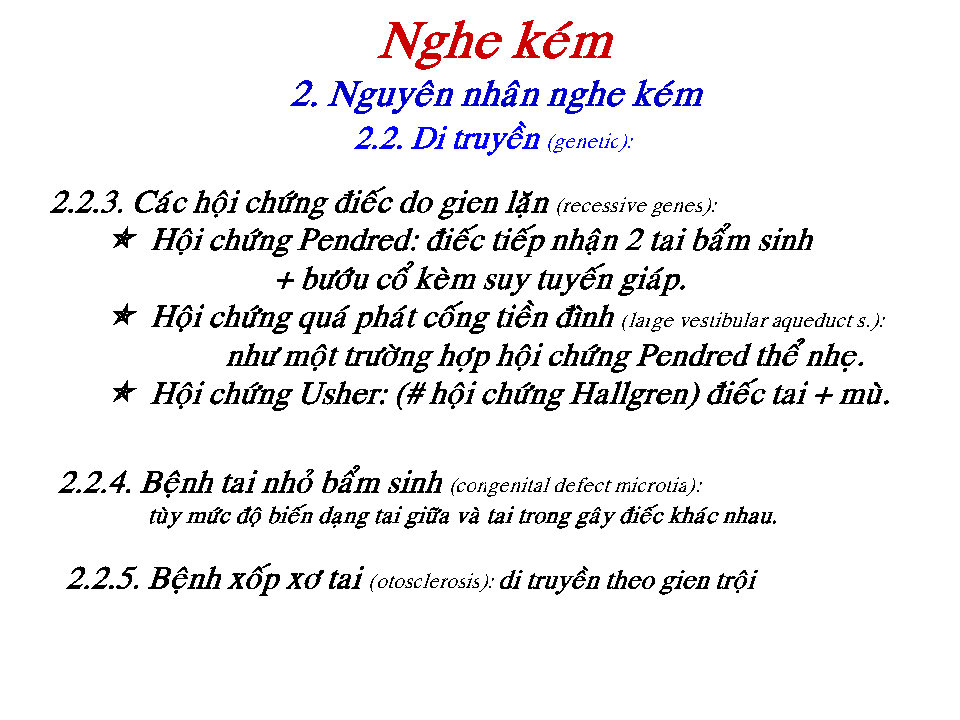 Nghe kém
2. Nguyên nhân nghe kém
2.2. Di truyền (genetic):
2.2.3. Các hội chứng điếc do gien lặn (recessive genes):
★ Hội chứng Pendred: điếc tiếp nhận 2 tai bẩm sinh
+ bướu cổ kèm suy tuyến giáp.
★ Hội chứng quá phát cống tiền đình (large vestibular aqueduct s.):
như một trường hợp hội chứng Pendred thể nhẹ.
★ Hội chứng Usher: (# hội chứng Hallgren) điếc tai + mù.
2.2.4. Bệnh tai nhỏ bẩm sinh (congenital defect microtia):
tùy mức độ biến dạng tai giữa và tai trong gây điếc khác nhau.
2.2.5. Bệnh xốp xơ tai (otosclerosis): di truyền theo gien trội